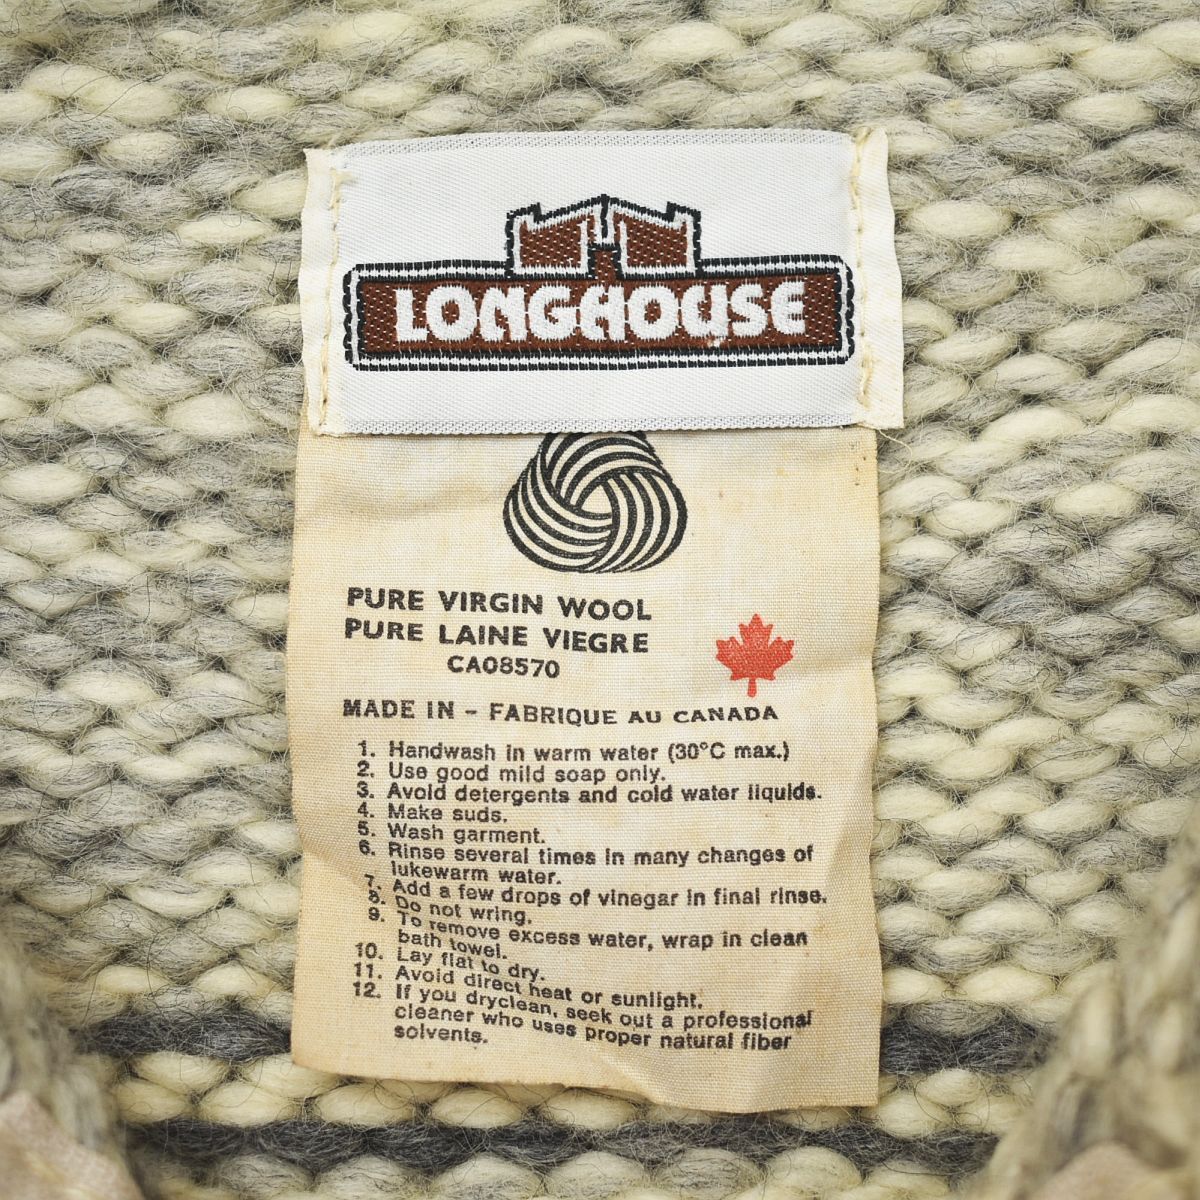 LONGHOUSE
PURE VIRGIN WOOL
PURE LAINE VIEGRE
CA08570
MADE IN - FABRIQUE AU CANADA
1. Handwash in warm water (30°C max.)
2. Use good mild soap only.
3. Avoid detergents and cold water liquids.
4. Make suds.
5. Wash garment.
6. Rinse several times in many changes of
lukewarm water.
7. Add a few drops of vinegar in final rinse.
8. Do not wring.
9. To remove excess water, wrap in clean
bath towel.
10. Lay flat to dry.
11. Avoid direct heat or sunlight.
12. If you dryclean, seek out a professional
cleaner who uses proper natural fiber
solvents.